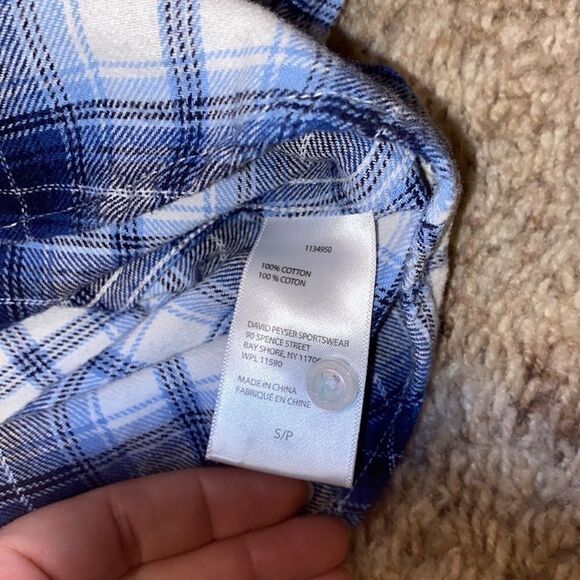 1134950
100% COTTON
100 % COTON
DAVID PEYSER SPORTSWEAR
90 SPENCE STREET
BAY SHORE, NY
WPL 11590
MADE IN CHINA
FABRIQUÉ EN CHINE
S/P